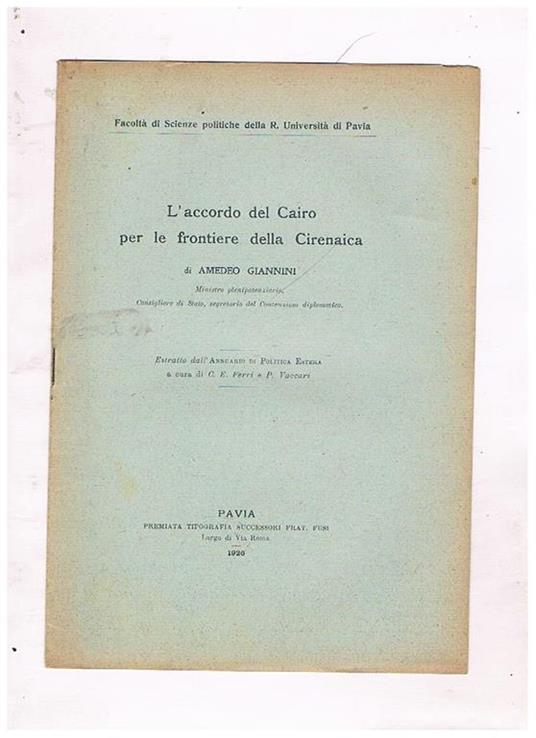 Facoltà di Scienze politiche della R. Università di Pavia
L'accordo del Cairo
per le frontiere della Cirenaica
di AMEDEO GIANNINI
Ministro plenipotenziario,
Consigliere di Stato, segretario del Contenzioso diplomatico.
Estratto dall'ANNUARIO DI POLITICA ESTERA
a cura di C. E. Ferri e P. Vaccari
PAVIA
PREMIATA TIPOGRAFIA SUCCESSORI FRAT. FUSI
Largo di Via Roma
1926